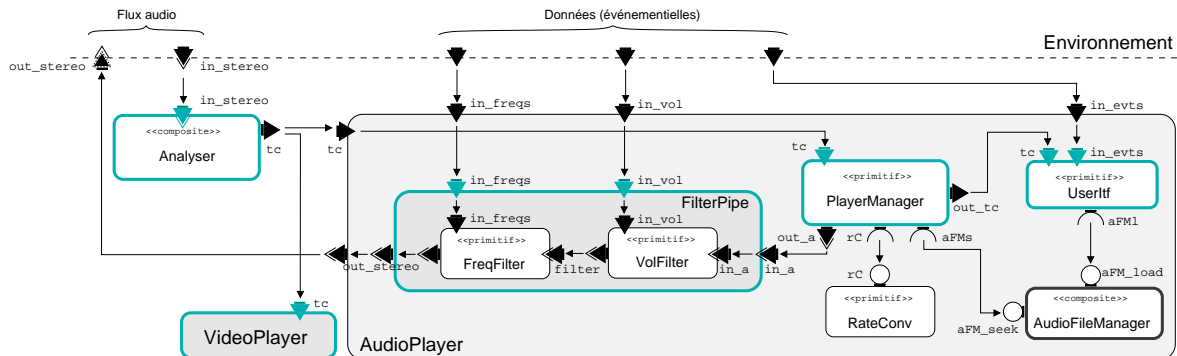 Flux audio
Données (événementielles)
Environnement
out_stereo
in_stereo
in_stereo
in_freqs
in_vol
in_evts
<<composite>>
Analyser
tc
tc
tc
tc
in_evts
in_freqs
in_vol
<<primitif>>
PlayerManager
<<primitif>>
UserItf
FilterPipe
out_tc
in_freqs
in_vol
aFMl
out_a
rC
aFMs
<<primitif>>
FreqFilter
<<primitif>>
VolFilter
out_stereo
filter
in_a
in_a
rC
aFM_load
tc
<<primitif>>
RateConv
<<composite>>
AudioFileManager
aFM_seek
VideoPlayer
AudioPlayer